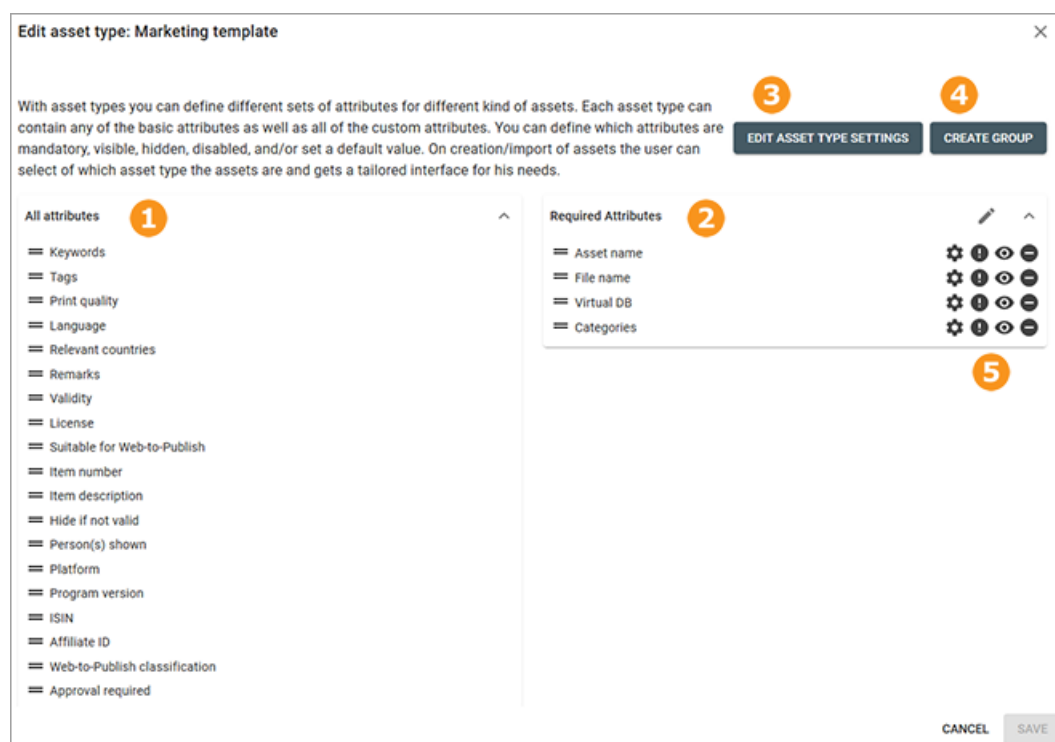 Edit asset type: Marketing template
With asset types you can define different sets of attributes for different kind of assets. Each asset type can
contain any of the basic attributes as well as all of the custom attributes. You can define which attributes are
mandatory, visible, hidden, disabled, and/or set a default value. On creation/import of assets the user can
select of which asset type the assets are and gets a tailored interface for his needs.
3
4
EDIT ASSET TYPE SETTINGS
CREATE GROUP
All attributes
1
Keywords
Tags
Print quality
Language
Relevant countries
Remarks
Validity
License
Suitable for Web-to-Publish
Item number
Item description
Hide if not valid
Person(s) shown
Platform
Program version
ISIN
Affiliate ID
Web-to-Publish classification
Approval required
Required Attributes
2
Asset name
File name
Virtual DB
Categories
5
CANCEL
SAVE